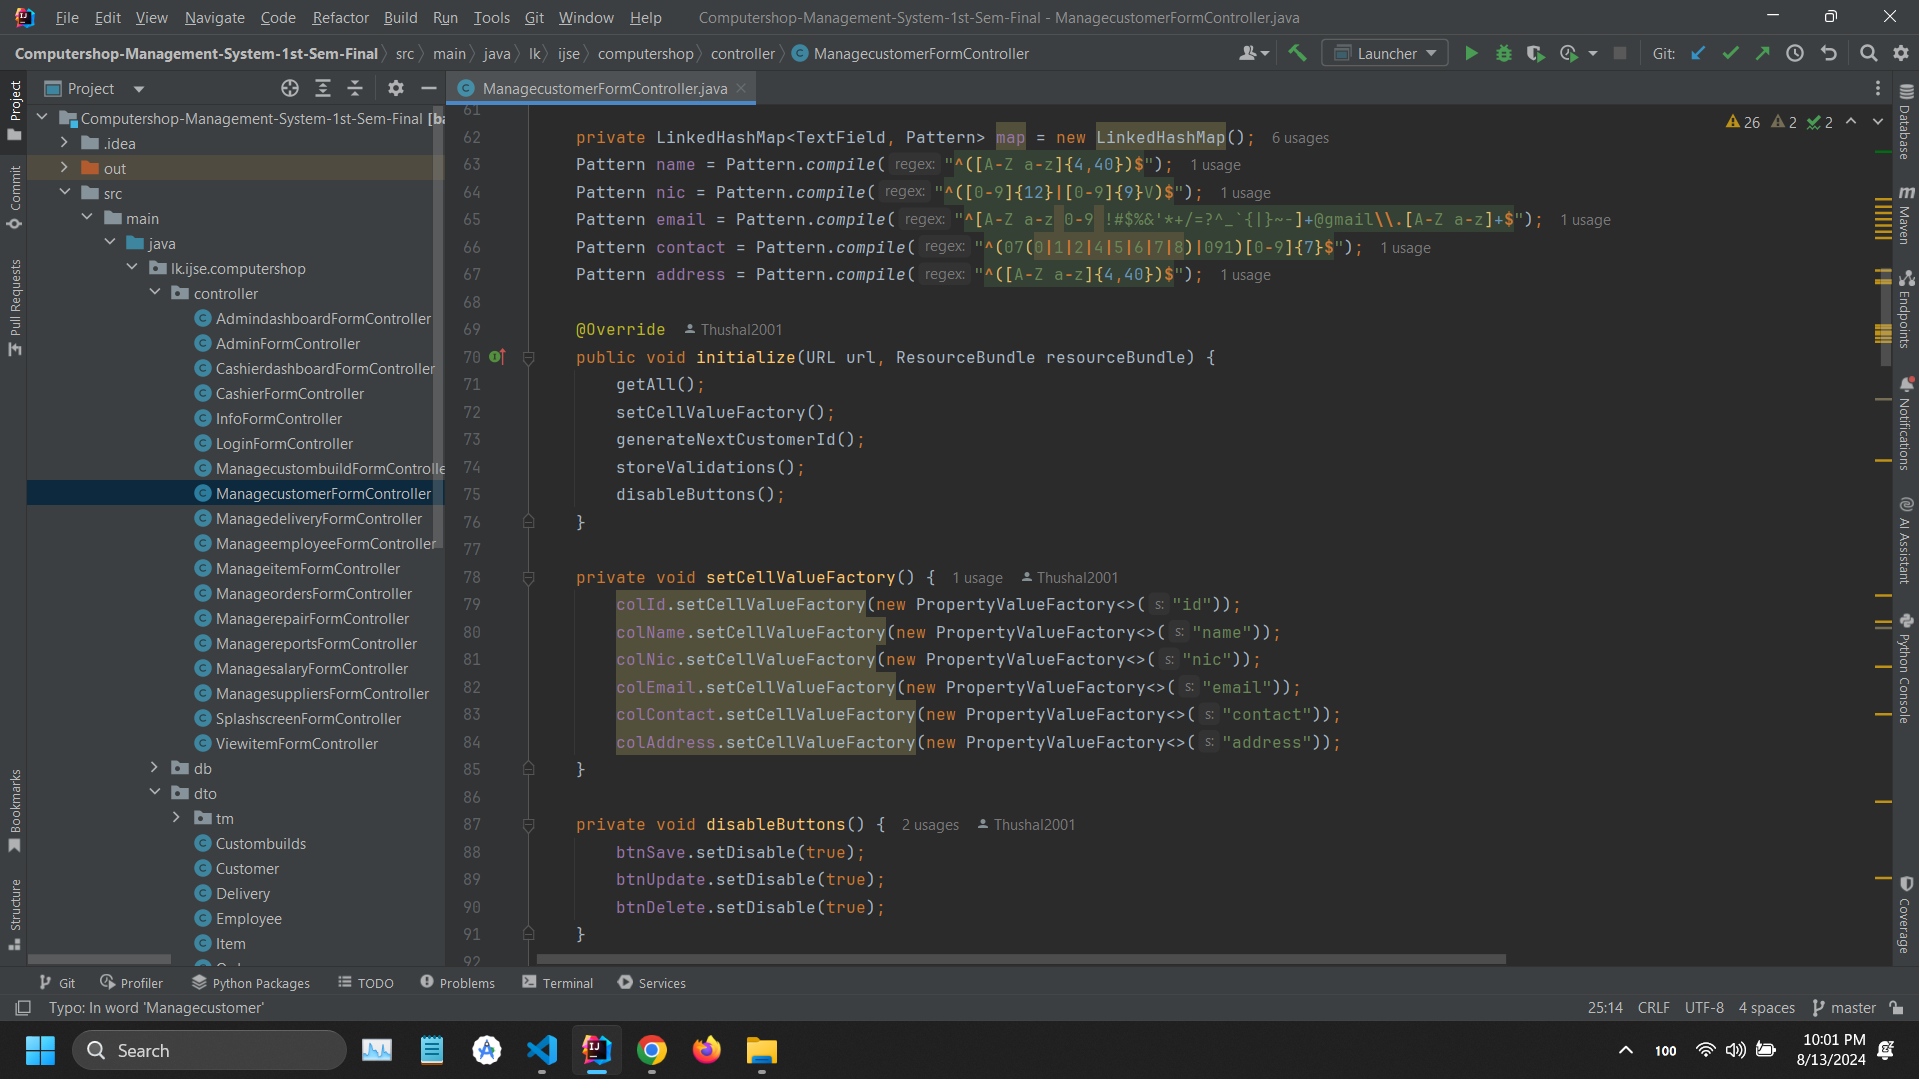 File Edit View Navigate Code Refactor Build Run Tools Git Window Help Computershop-Management-System-1st-Sem-Final - ManagecustomerFormController.java
Computershop-Management-System-1st-Sem-Final src main java lk ijse computershop controller ManagecustomerFormController Launcher Git:
Project
ManagecustomerFormController.java
Computershop-Management-System-1st-Sem-Final [ba
.idea
out
src
main
java
lk.ijse.computershop
controller
AdmindashboardFormController
AdminFormController
CashierdashboardFormController
CashierFormController
InfoFormController
LoginFormController
ManagecustombuildFormControlle
ManagecustomerFormController
ManagedeliveryFormController
ManageemployeeFormController
ManageitemFormController
ManageordersFormController
ManagerepairFormController
ManagereportsFormController
ManagesalaryFormController
ManagesuppliersFormController
SplashscreenFormController
ViewitemFormController
db
dto
tm
Custombuilds
Customer
Delivery
Employee
Item
Project
Commit
Pull Requests
Bookmarks
Structure
26 2 2
61
62 private LinkedHashMap<TextField, Pattern> map = new LinkedHashMap(); 6 usages
63 Pattern name = Pattern.compile( regex: "^([A-Z a-z]{4,40})$"); 1 usage
64 Pattern nic = Pattern.compile( regex: "^([0-9]{12}|[0-9]{9}V)$"); 1 usage
65 Pattern email = Pattern.compile( regex: "^[A-Z a-z 0-9 !#$%&'*+/=?^_`{|}~-]+@gmail\\.[A-Z a-z]+$"); 1 usage
66 Pattern contact = Pattern.compile( regex: "^(07(0|1|2|4|5|6|7|8)|091)[0-9]{7}$"); 1 usage
67 Pattern address = Pattern.compile( regex: "^([A-Z a-z]{4,40})$"); 1 usage
68
69 @Override Thushal2001
70 public void initialize(URL url, ResourceBundle resourceBundle) {
71 getAll();
72 setCellValueFactory();
73 generateNextCustomerId();
74 storeValidations();
75 disableButtons();
76 }
77
78 private void setCellValueFactory() { 1 usage Thushal2001
79 colId.setCellValueFactory(new PropertyValueFactory<>( s: "id"));
80 colName.setCellValueFactory(new PropertyValueFactory<>( s: "name"));
81 colNic.setCellValueFactory(new PropertyValueFactory<>( s: "nic"));
82 colEmail.setCellValueFactory(new PropertyValueFactory<>( s: "email"));
83 colContact.setCellValueFactory(new PropertyValueFactory<>( s: "contact"));
84 colAddress.setCellValueFactory(new PropertyValueFactory<>( s: "address"));
85 }
86
87 private void disableButtons() { 2 usages Thushal2001
88 btnSave.setDisable(true);
89 btnUpdate.setDisable(true);
90 btnDelete.setDisable(true);
91 }
92
Database
Maven
Endpoints
Notifications
AI Assistant
Python Console
Coverage
Git Profiler Python Packages TODO Problems Terminal Services
Typo: In word 'Managecustomer' 25:14 CRLF UTF-8 4 spaces master
Search 100 10:01 PM
8/13/2024